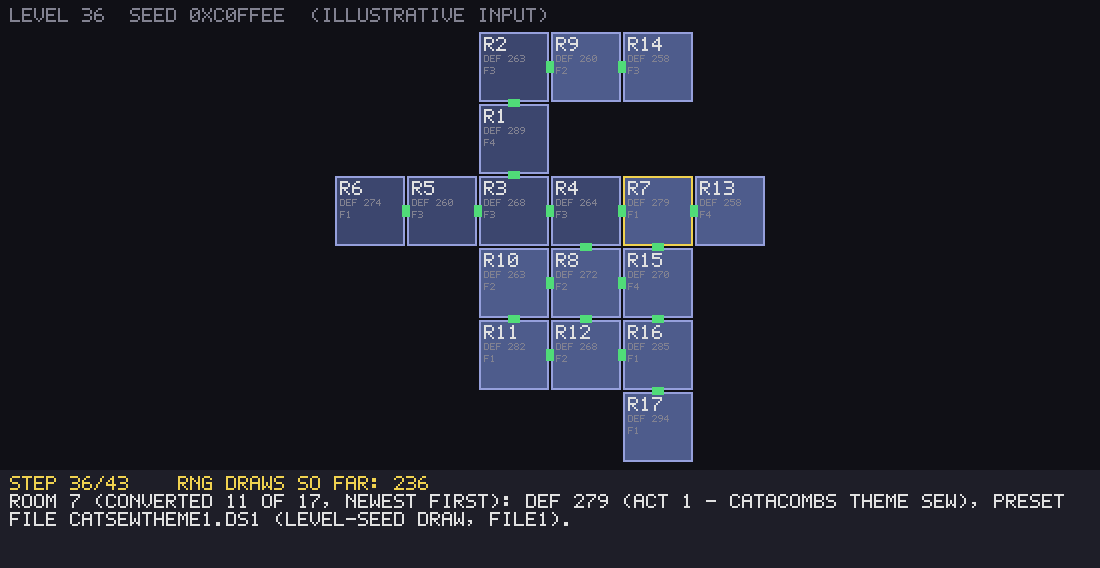 LEVEL 36 SEED 0XC0FFEE (ILLUSTRATIVE INPUT)
R2 R9 R14
DEF 263 DEF 260 DEF 258
F3 F2 F3
R1
DEF 289
F4
R6 R5 R3 R4 R7 R13
DEF 274 DEF 260 DEF 268 DEF 264 DEF 279 DEF 258
F1 F3 F3 F3 F1 F4
R10 R8 R15
DEF 263 DEF 272 DEF 270
F2 F2 F4
R11 R12 R16
DEF 268
F1 F2 F1
R17
DEF 294
F1
STEP 36/43 RNG DRAWS SO FAR: 236
ROOM 7 (CONVERTED 11 OF 17, NEWEST FIRST): DEF 279 (ACT 1 - CATACOMBS THEME SEW), PRESET
FILE CATSEWTHEME1.DS1 (LEVEL-SEED DRAW, FILE1).